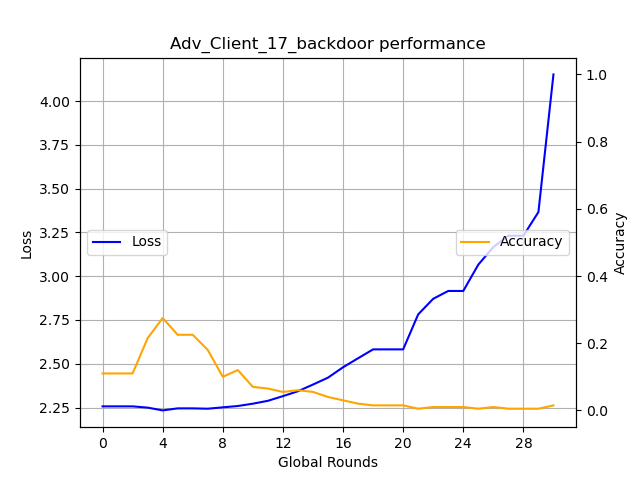 Adv_Client_17_backdoor performance
Loss
4.00
3.75
3.50
3.25
3.00
2.75
2.50
2.25
Loss
Accuracy
1.0
0.8
0.6
0.4
0.2
0.0
Accuracy
0 4 8 12 16 20 24 28
Global Rounds